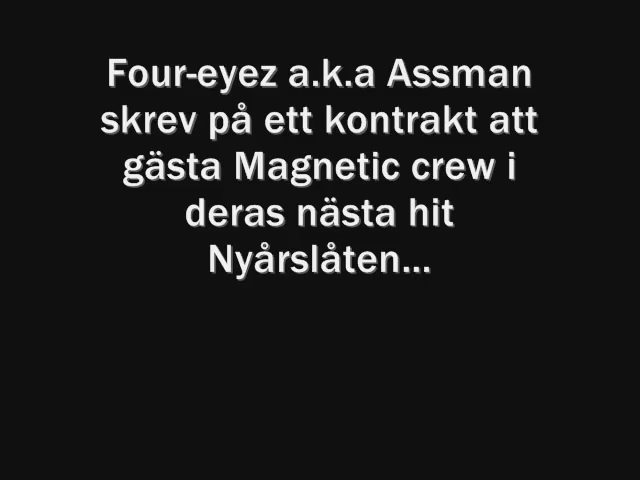 Four-eyez a.k.a Assman
skrev på ett kontrakt att
gästa Magnetic crew i
deras nästa hit
Nyårslåten...